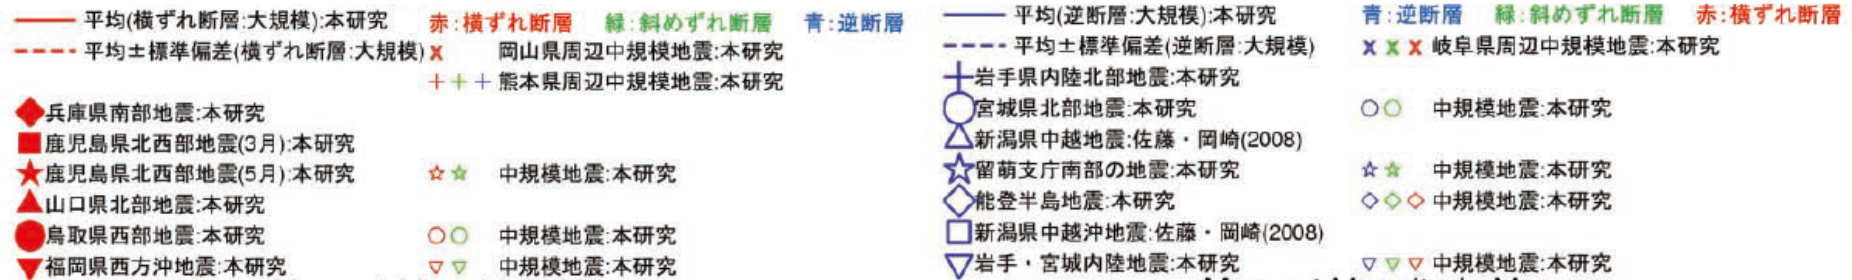 平均(横ずれ断層:大規模):本研究 赤:横ずれ断層 緑:斜めずれ断層 青:逆断層
平均±標準偏差(横ずれ断層:大規模) x 岡山県周辺中規模地震:本研究
+ + + 熊本県周辺中規模地震:本研究
兵庫県南部地震:本研究
鹿児島県北西部地震(3月):本研究
鹿児島県北西部地震(5月):本研究 中規模地震:本研究
山口県北部地震:本研究
鳥取県西部地震:本研究 中規模地震:本研究
福岡県西方沖地震:本研究 中規模地震:本研究
平均(逆断層:大規模):本研究 青:逆断層 緑:斜めずれ断層 赤:横ずれ断層
平均±標準偏差(逆断層:大規模) x x x 岐阜県周辺中規模地震:本研究
岩手県内陸北部地震:本研究
宮城県北部地震:本研究 中規模地震:本研究
新潟県中越地震:佐藤・岡崎(2008)
留萌支庁南部の地震:本研究 中規模地震:本研究
能登半島地震:本研究 中規模地震:本研究
新潟県中越沖地震:佐藤・岡崎(2008)
岩手・宮城内陸地震:本研究 中規模地震:本研究